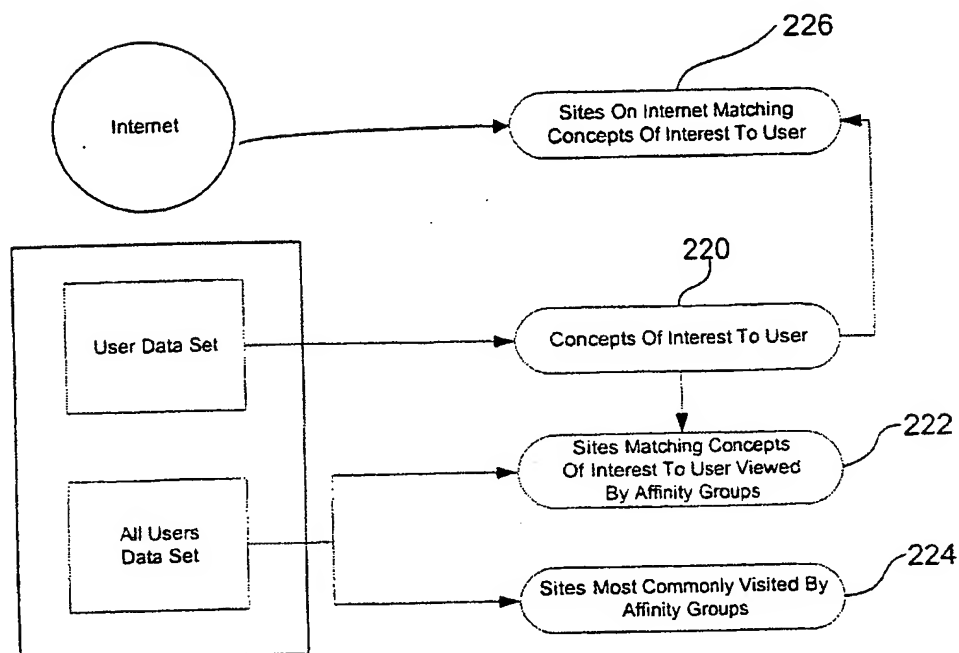 226
Internet
Sites On Internet Matching
Concepts Of Interest To User
220
User Data Set
Concepts Of Interest To User
222
Sites Matching Concepts
Of Interest To User Viewed
By Affinity Groups
All Users
Data Set
224
Sites Most Commonly Visited By
Affinity Groups